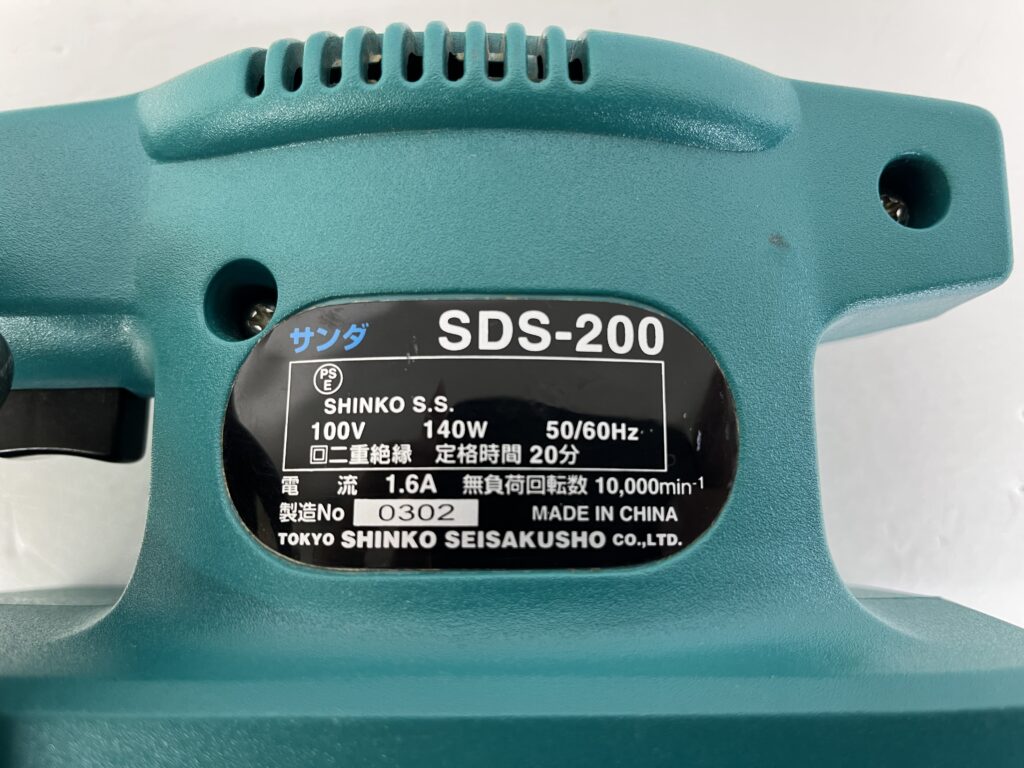 サンダ SDS-200
PS
E
SHINKO S.S.
100V 140W 50/60Hz
回二重絶縁 定格時間 20分
電 流 1.6A 無負荷回転数 10,000min-1
製造No 0302 MADE IN CHINA
TOKYO SHINKO SEISAKUSHO CO.,LTD.